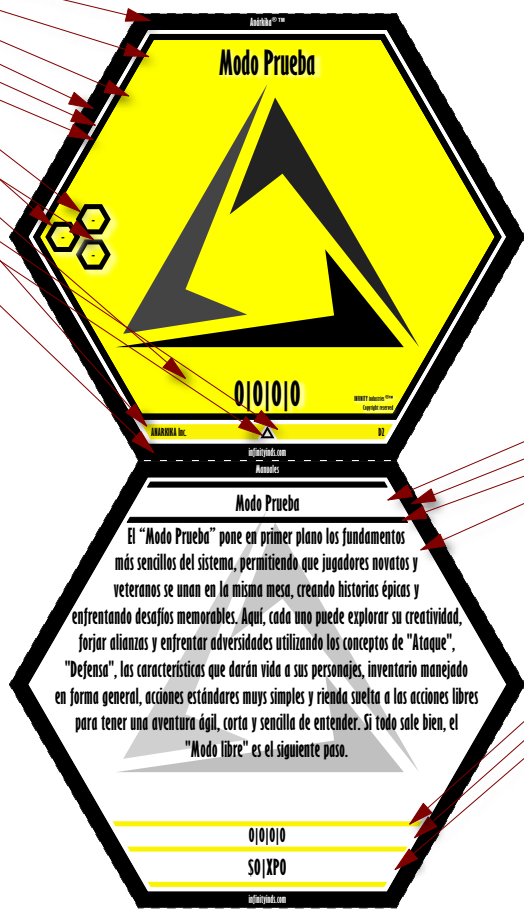 Anärkika® ™
Modo Prueba
-
-
-
0|0|0|0
INFINITY industries ©™
Copyright reserved
ANARKIKA Inc.
D2
infinityinds.com
Manuales
Modo Prueba
El “Modo Prueba” pone en primer plano los fundamentos
más sencillos del sistema, permitiendo que jugadores novatos y
veteranos se unan en la misma mesa, creando historias épicas y
enfrentando desafíos memorables. Aquí, cada uno puede explorar su creatividad,
forjar alianzas y enfrentar adversidades utilizando los conceptos de "Ataque",
"Defensa", las características que darán vida a sus personajes, inventario manejado
en forma general, acciones estándares muys simples y rienda suelta a las acciones libres
para tener una aventura ágil, corta y sencilla de entender. Si todo sale bien, el
"Modo libre" es el siguiente paso.
0|0|0|0
SO|XPO
infinityinds.com